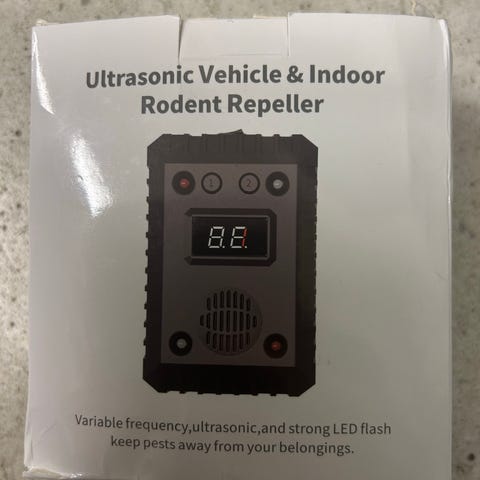 Ultrasonic Vehicle & Indoor
Rodent Repeller
1 2
8.8.
Variable frequency,ultrasonic,and strong LED flash
keep pests away from your belongings.